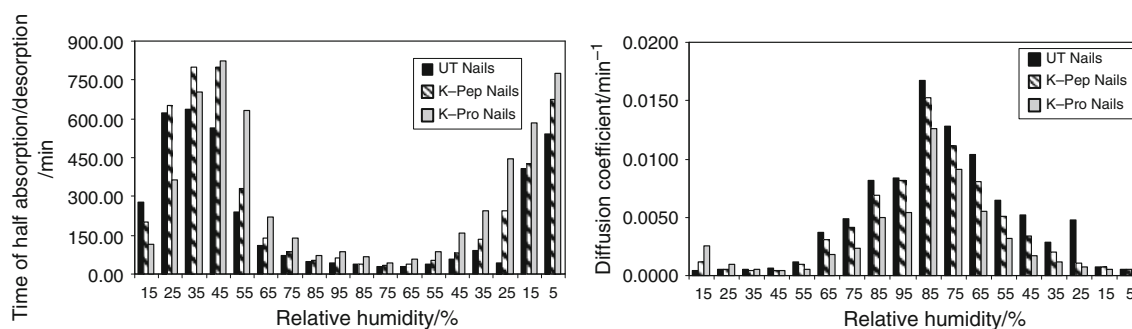 Time of half absorption/desorption
/min
900.00
750.00
600.00
450.00
300.00
150.00
0.00
UT Nails
K–Pep Nails
K–Pro Nails
15 25 35 45 55 65 75 85 95 85 75 65 55 45 35 25 15 5
Relative humidity/%
Diffusion coefficient/min⁻¹
0.0200
0.0150
0.0100
0.0050
0.0000
UT Nails
K–Pep Nails
K–Pro Nails
15 25 35 45 55 65 75 85 95 85 75 65 55 45 35 25 15 5
Relative humidity/%